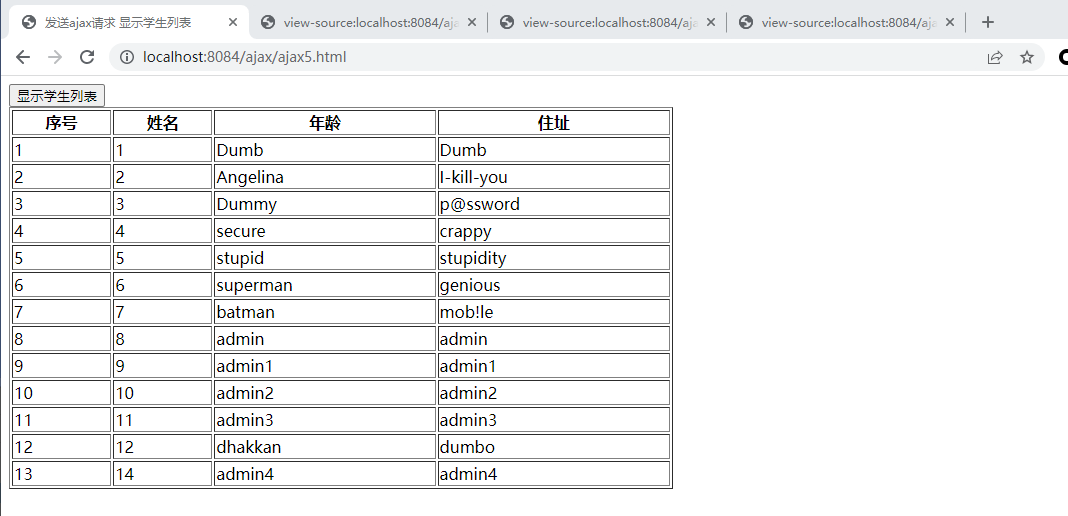 发送ajax请求 显示学生列表 view-source:localhost:8084/aja view-source:localhost:8084/aja view-source:localhost:8084/aja
localhost:8084/ajax/ajax5.html
显示学生列表
序号 姓名 年龄 住址
1 1 Dumb Dumb
2 2 Angelina I-kill-you
3 3 Dummy p@ssword
4 4 secure crappy
5 5 stupid stupidity
6 6 superman genious
7 7 batman mob!le
8 8 admin admin
9 9 admin1 admin1
10 10 admin2 admin2
11 11 admin3 admin3
12 12 dhakkan dumbo
13 14 admin4 admin4